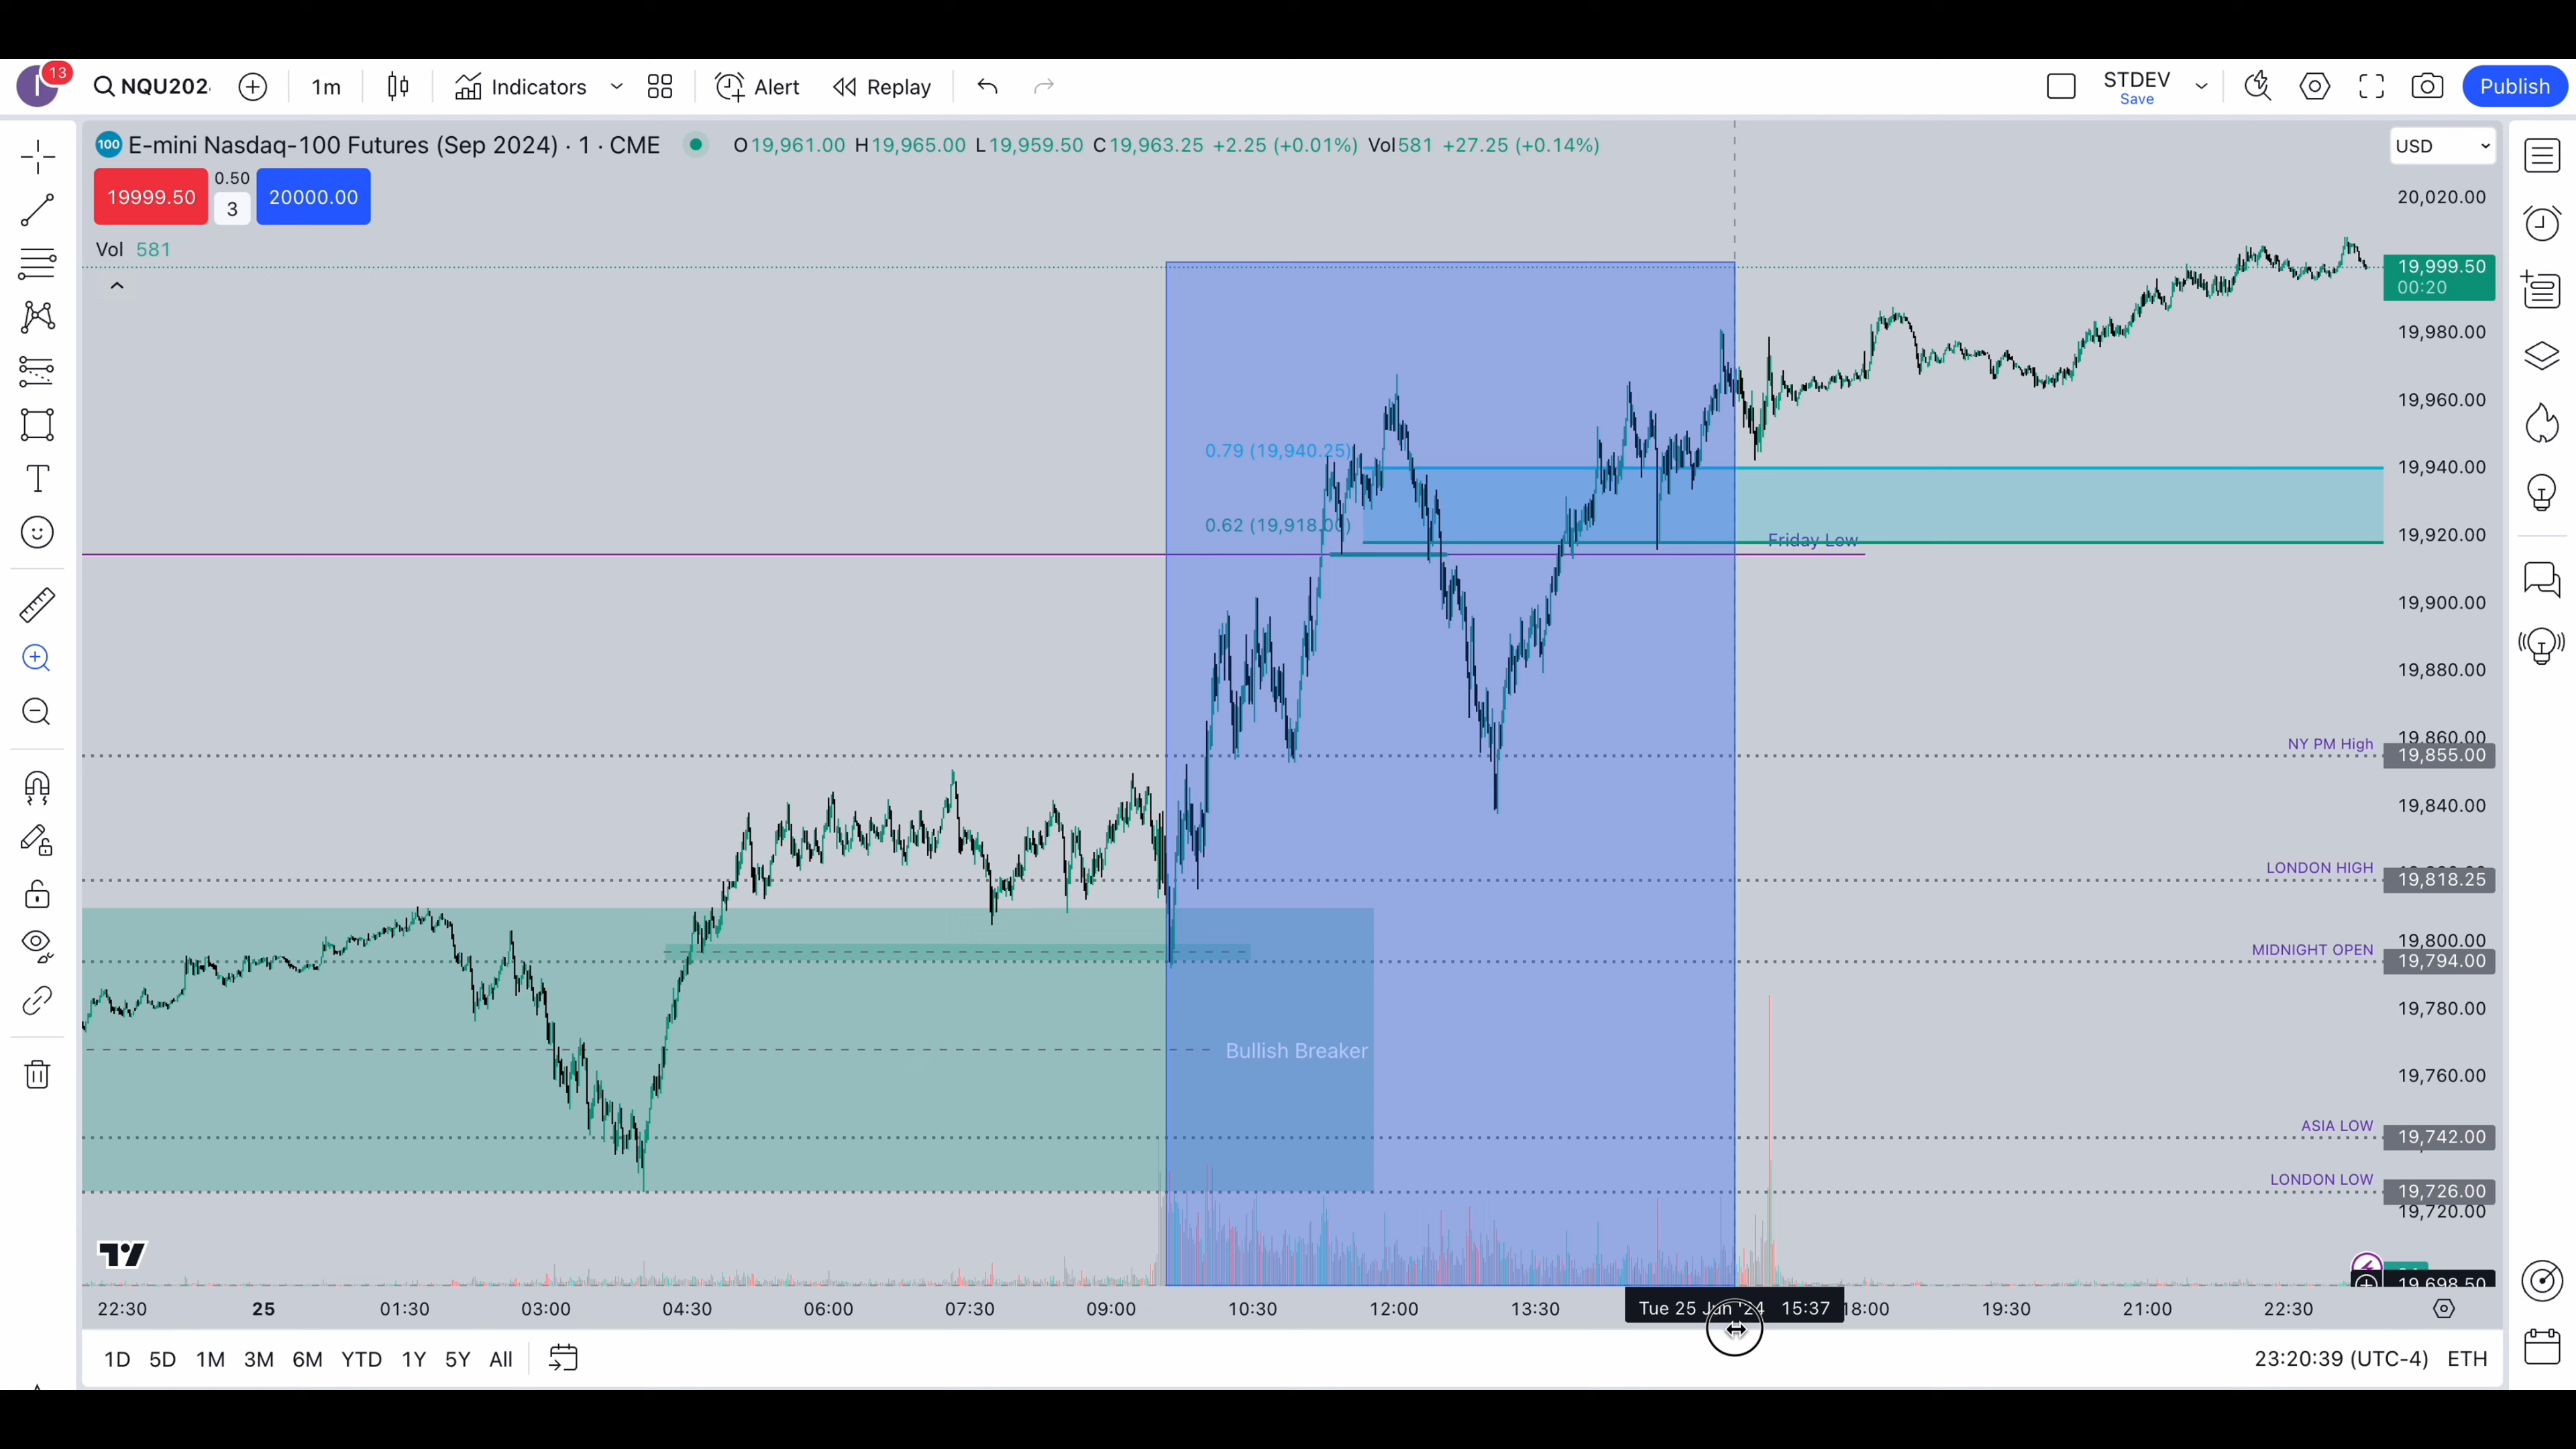 I 13 NQU202 1m Indicators Alert Replay STDEV Save Publish
100 E-mini Nasdaq-100 Futures (Sep 2024) · 1 · CME O19,961.00 H19,965.00 L19,959.50 C19,963.25 +2.25 (+0.01%) Vol581 +27.25 (+0.14%) USD
19999.50 0.50 3 20000.00
20,020.00
Vol 581
19,999.50
00:20
19,980.00
19,960.00
0.79 (19,940.25)
19,940.00
0.62 (19,918.00)
Friday Low
19,920.00
19,900.00
19,880.00
19,860.00
NY PM High
19,855.00
19,840.00
LONDON HIGH
19,818.25
19,800.00
MIDNIGHT OPEN
19,794.00
19,780.00
Bullish Breaker
19,760.00
ASIA LOW
19,742.00
LONDON LOW
19,726.00
19,720.00
19,698.50
22:30 25 01:30 03:00 04:30 06:00 07:30 09:00 10:30 12:00 13:30 Tue 25 Jun '24 15:37 18:00 19:30 21:00 22:30
1D 5D 1M 3M 6M YTD 1Y 5Y All 23:20:39 (UTC-4) ETH